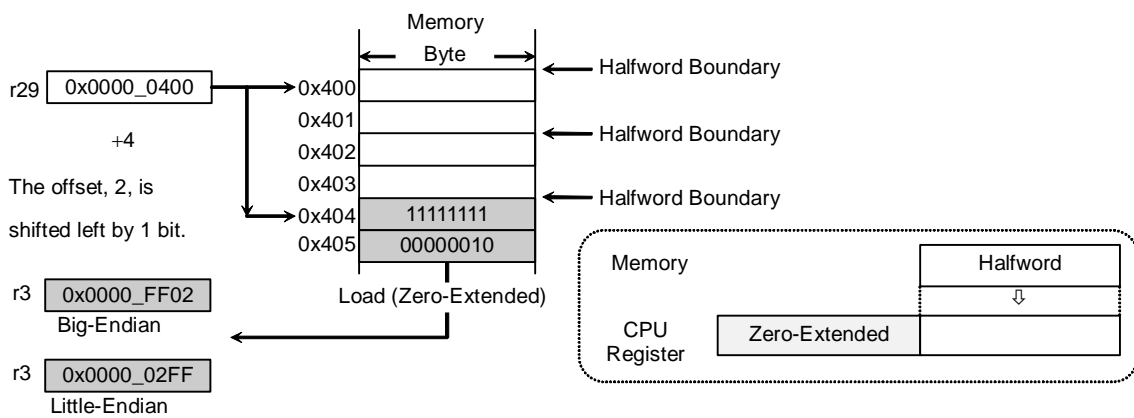 Memory
Byte
Halfword Boundary
r29 0x0000_0400
0x400
0x401
+4
Halfword Boundary
0x402
The offset, 2, is
0x403
Halfword Boundary
shifted left by 1 bit.
0x404 11111111
0x405 00000010
r3 0x0000_FF02
Big-Endian
Load (Zero-Extended)
r3 0x0000_02FF
Little-Endian
Memory Halfword
⇩
CPU
Register
Zero-Extended